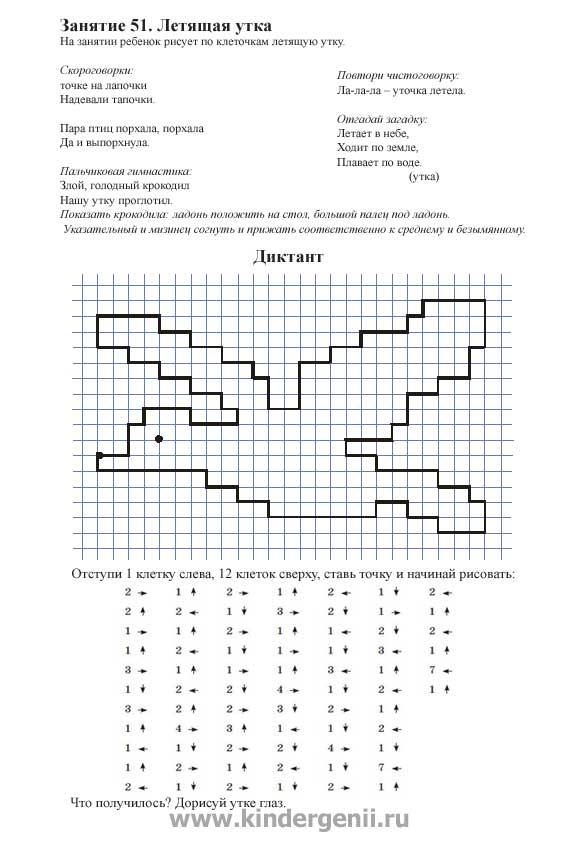 Занятие 51. Летящая утка
На занятии ребенок рисует по клеточкам летящую утку.
Скороговорки:
точке на лапочки
Надевали тапочки.
Пара птиц порхала, порхала
Да и выпорхнула.
Пальчиковая гимнастика:
Злой, голодный крокодил
Нашу утку проглотил.
Повтори чистоговорку:
Ла-ла-ла – уточка летела.
Отгадай загадку:
Летает в небе,
Ходит по земле,
Плавает по воде.
(утка)
Показать крокодила: ладонь положить на стол, большой палец под ладонь.
Указательный и мизинец согнуть и прижать соответственно к среднему и безымянному.
Диктант
Отступи 1 клетку слева, 12 клеток сверху, ставь точку и начинай рисовать:
2 → 1 ↑ 2 → 1 ↑ 2 ← 1 ↓ 2 ←
2 ↑ 2 ← 1 ↓ 3 → 2 ↓ 1 → 1 ↑
1 → 1 ↑ 2 → 1 ↑ 1 ← 2 ↓ 2 ←
1 ↑ 2 ← 1 ↓ 1 → 1 ↓ 3 ← 1 ↑
3 → 1 ↑ 1 → 1 ↑ 3 ← 1 ↑ 7 ←
1 ↓ 2 ← 2 ↓ 4 → 1 ↓ 2 ← 1 ↑
3 → 2 ↑ 2 → 3 ↓ 2 → 1 ↑
1 ↑ 4 → 3 ↑ 1 ← 1 ↓ 2 ←
1 ← 1 ↓ 2 → 2 ↓ 4 → 1 ↓
1 ↑ 2 → 1 ↑ 2 ← 1 ↓ 7 ←
2 ← 1 ↓ 2 → 1 ↓ 2 → 1 ↑
Что получилось? Дорисуй утке глаз.
www.kindergenii.ru